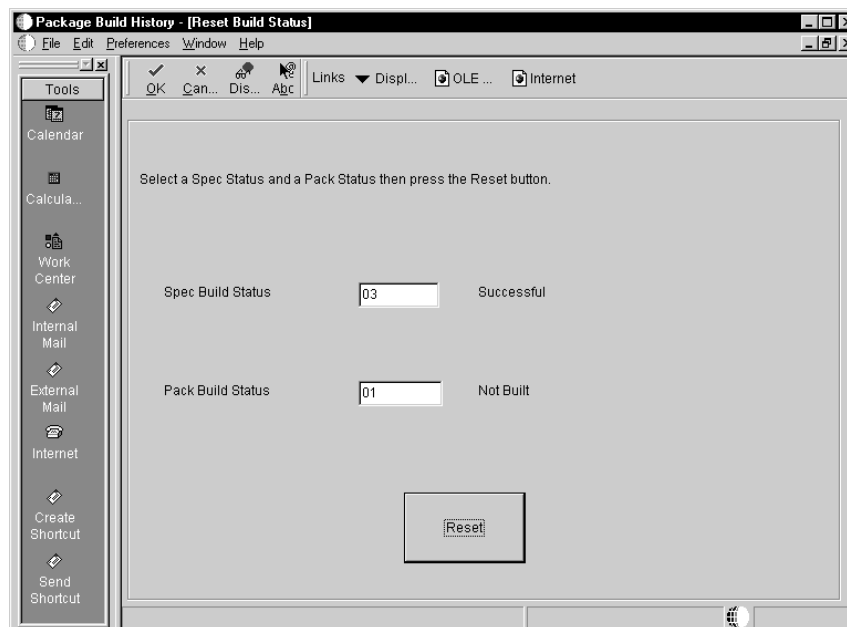 Package Build History - [Reset Build Status]
File Edit Preferences Window Help
Tools
OK Can... Dis... Abc Links Displ... OLE ... Internet
Calendar
Calcula...
Work
Center
Internal
Mail
External
Mail
Internet
Create
Shortcut
Send
Shortcut
Select a Spec Status and a Pack Status then press the Reset button.
Spec Build Status 03 Successful
Pack Build Status 01 Not Built
Reset